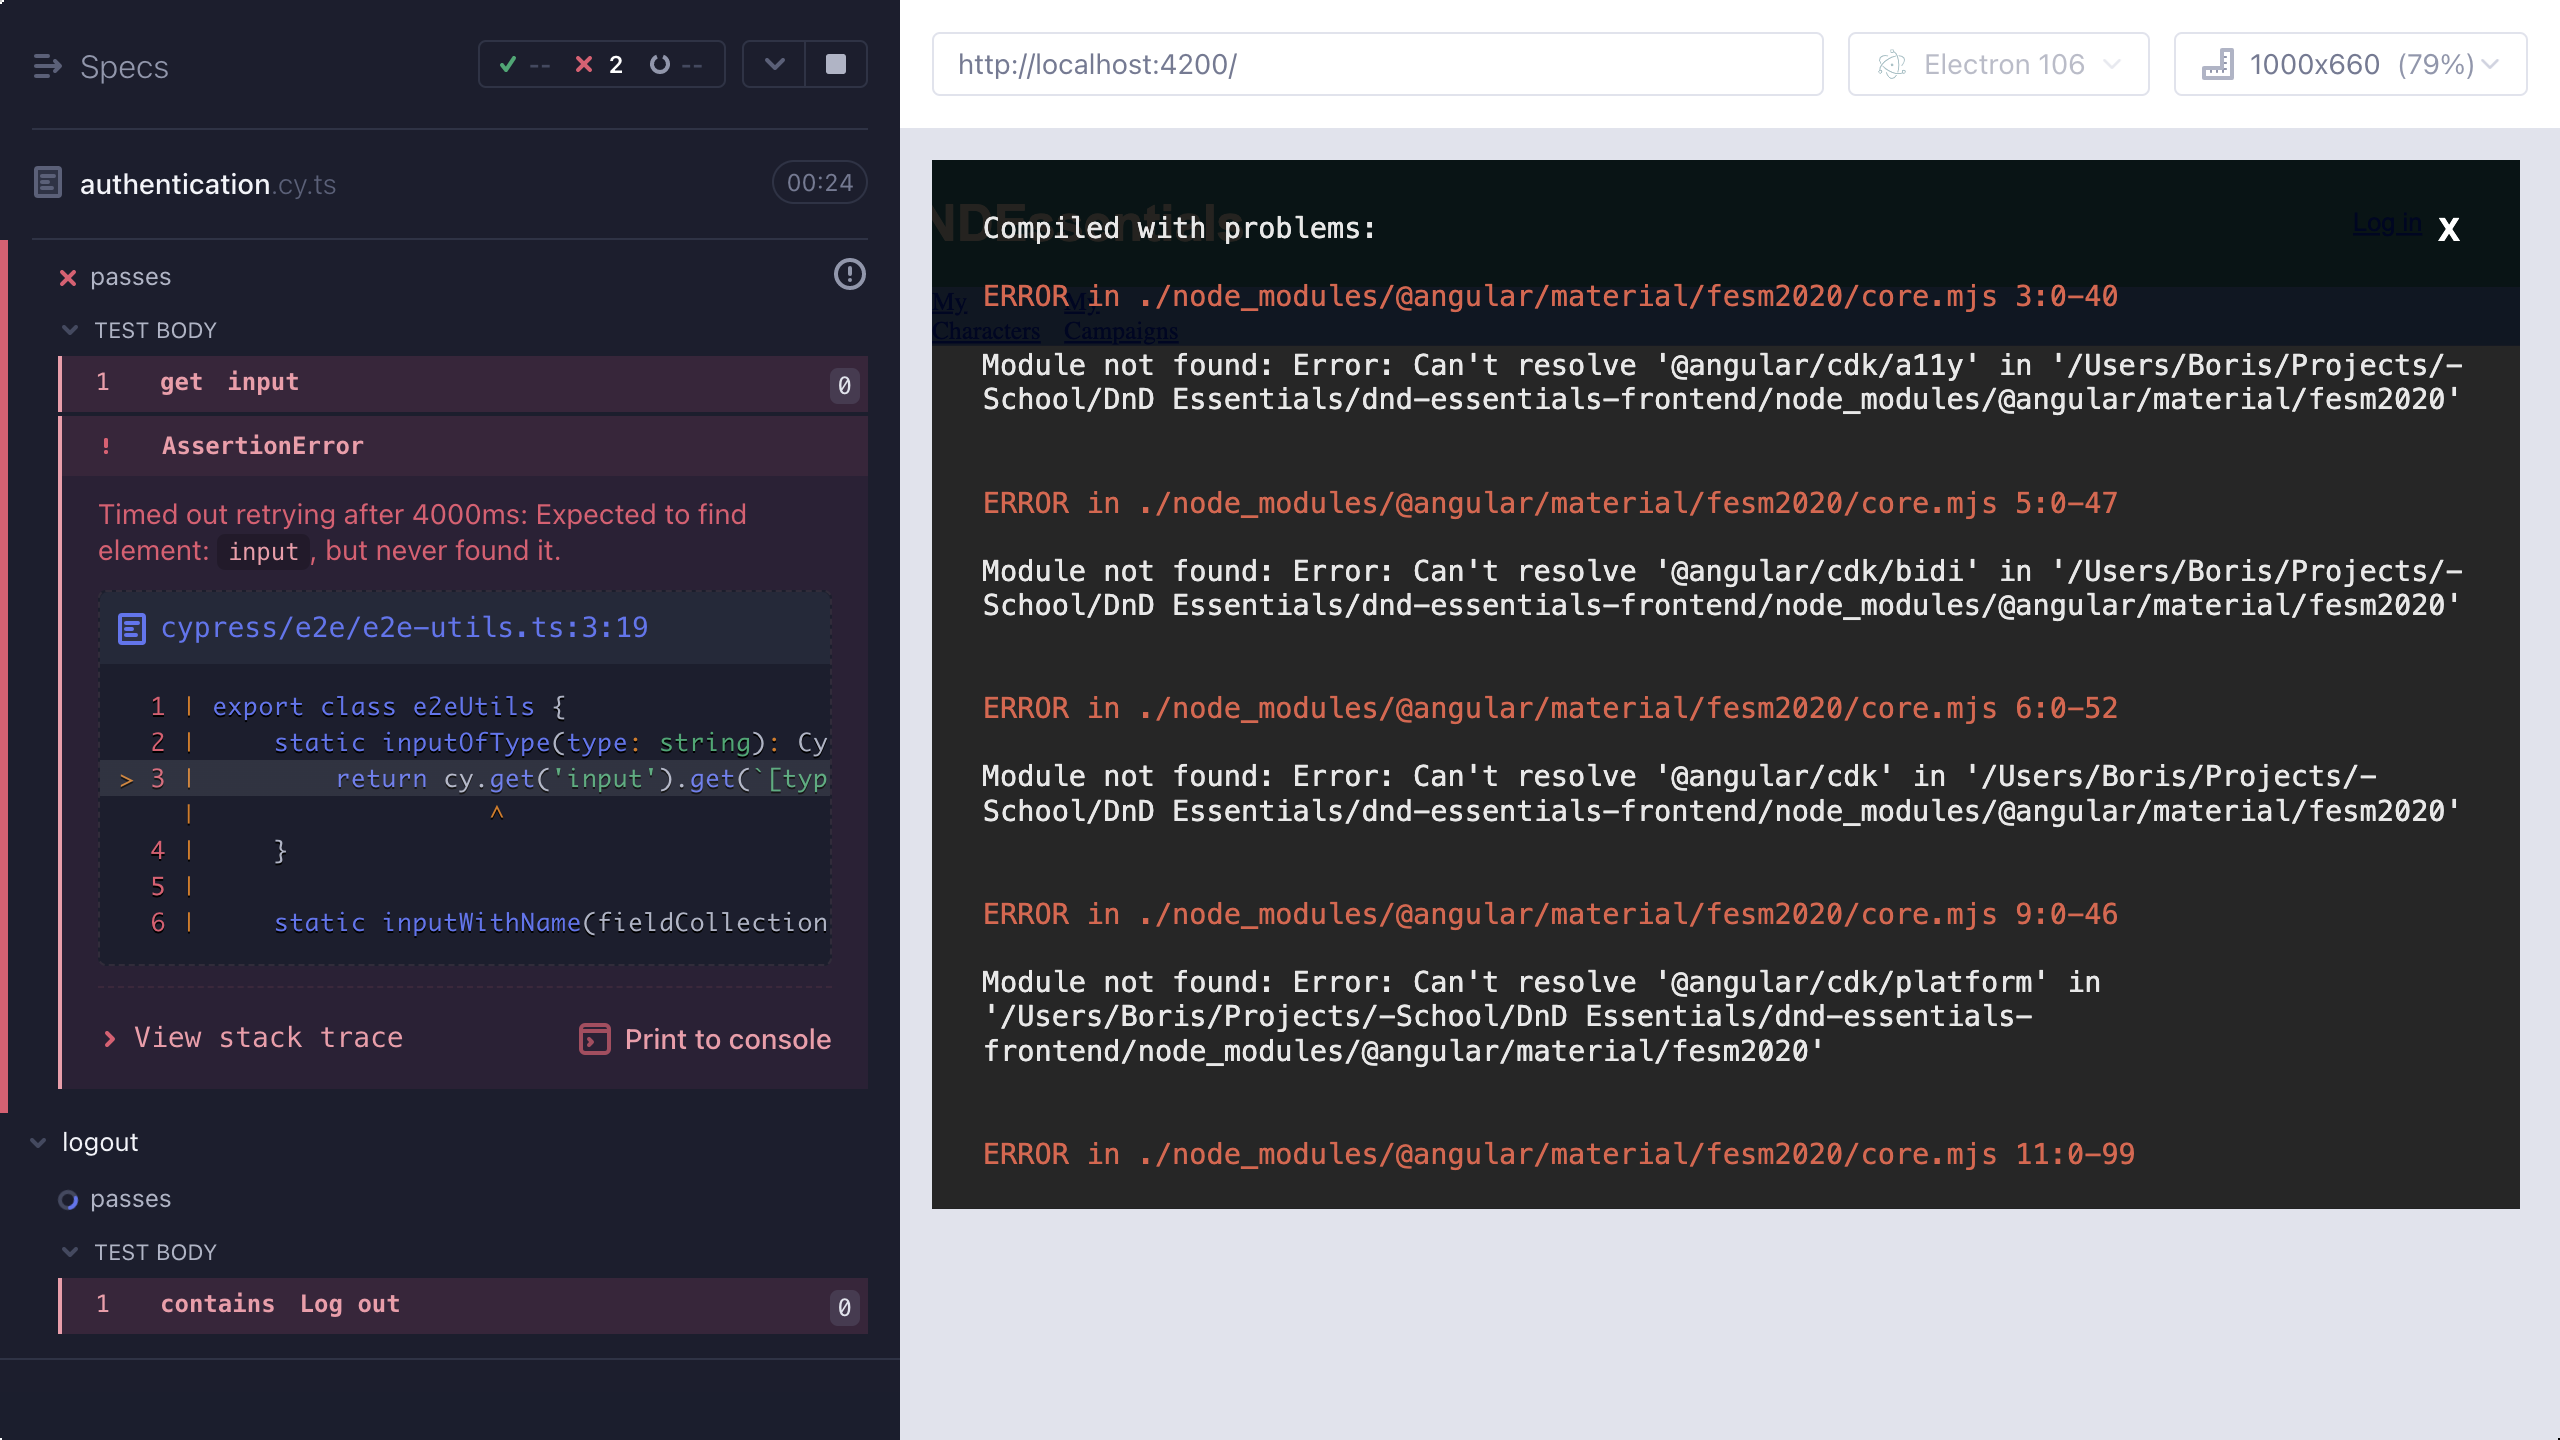 Specs
-- 2 --
authentication.cy.ts
00:24
passes
TEST BODY
1 get input 0
! AssertionError
Timed out retrying after 4000ms: Expected to find
element: input, but never found it.
cypress/e2e/e2e-utils.ts:3:19
1 | export class e2eUtils {
2 | static inputOfType(type: string): Cy
> 3 | return cy.get('input').get(`[typ
| ^
4 | }
5 |
6 | static inputWithName(fieldCollection
View stack trace
Print to console
logout
passes
TEST BODY
1 contains Log out 0
http://localhost:4200/
Electron 106
1000x660 (79%)
NDEssentials
Log in
My Characters
My Campaigns
Compiled with problems:
X
ERROR in ./node_modules/@angular/material/fesm2020/core.mjs 3:0-40
Module not found: Error: Can't resolve '@angular/cdk/a11y' in '/Users/Boris/Projects/-
School/DnD Essentials/dnd-essentials-frontend/node_modules/@angular/material/fesm2020'
ERROR in ./node_modules/@angular/material/fesm2020/core.mjs 5:0-47
Module not found: Error: Can't resolve '@angular/cdk/bidi' in '/Users/Boris/Projects/-
School/DnD Essentials/dnd-essentials-frontend/node_modules/@angular/material/fesm2020'
ERROR in ./node_modules/@angular/material/fesm2020/core.mjs 6:0-52
Module not found: Error: Can't resolve '@angular/cdk' in '/Users/Boris/Projects/-
School/DnD Essentials/dnd-essentials-frontend/node_modules/@angular/material/fesm2020'
ERROR in ./node_modules/@angular/material/fesm2020/core.mjs 9:0-46
Module not found: Error: Can't resolve '@angular/cdk/platform' in
'/Users/Boris/Projects/-School/DnD Essentials/dnd-essentials-
frontend/node_modules/@angular/material/fesm2020'
ERROR in ./node_modules/@angular/material/fesm2020/core.mjs 11:0-99